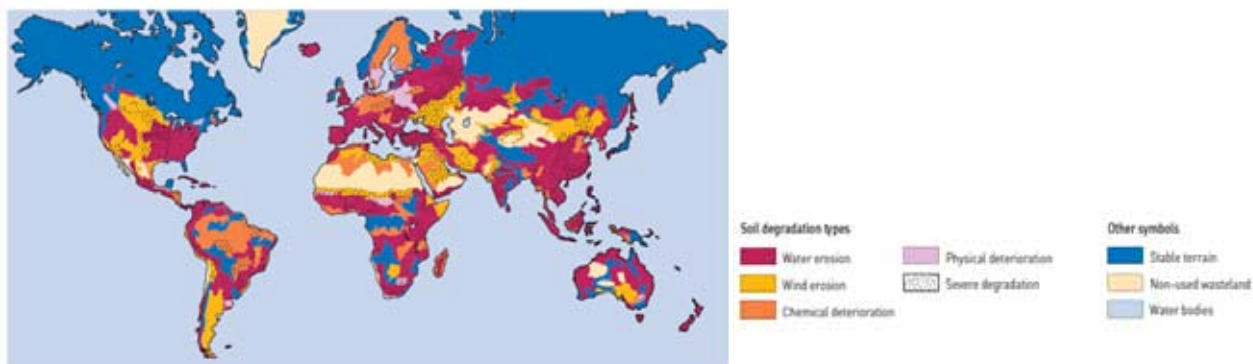 Soil degradation types
Water erosion
Wind erosion
Chemical deterioration
Physical deterioration
Severe degradation
Other symbols
Stable terrain
Non-used wasteland
Water bodies